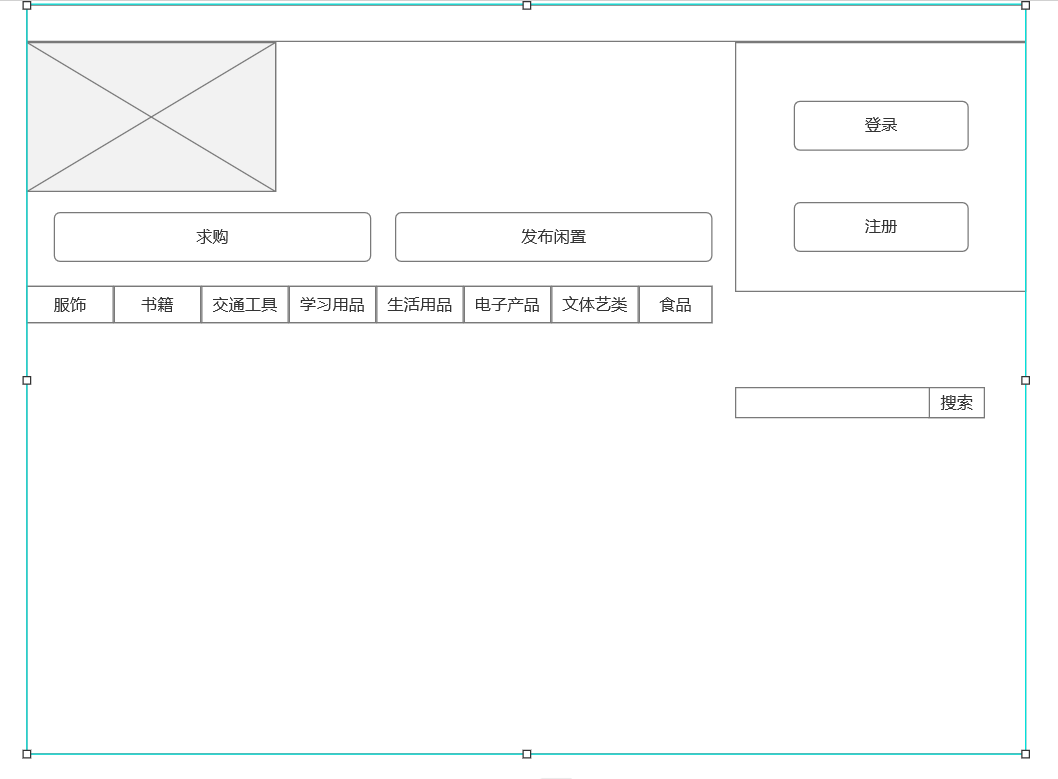 登录
注册
求购
发布闲置
服饰 书籍 交通工具 学习用品 生活用品 电子产品 文体艺类 食品
搜索